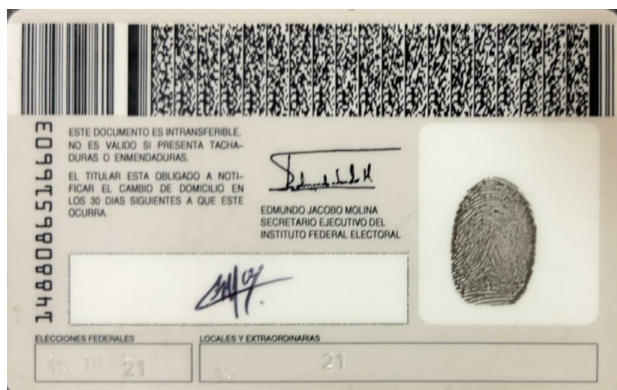 ESTE DOCUMENTO ES INTRANSFERIBLE,
NO ES VALIDO SI PRESENTA TACHA-
DURAS O ENMENDADURAS.
EL TITULAR ESTA OBLIGADO A NOTI-
FICAR EL CAMBIO DE DOMICILIO EN
LOS 30 DIAS SIGUIENTES A QUE ESTE
OCURRA.
EDMUNDO JACOBO MOLINA
SECRETARIO EJECUTIVO DEL
INSTITUTO FEDERAL ELECTORAL
1488086516603
ELECCIONES FEDERALES
15 18 21
LOCALES Y EXTRAORDINARIAS
21